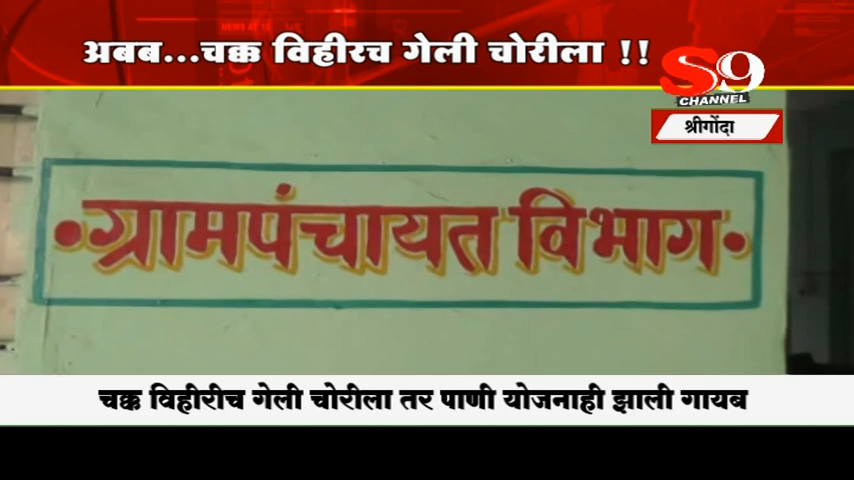 अबब...चक्क विहीरच गेली चोरीला !!
S9
CHANNEL
श्रीगोंदा
ग्रामपंचायत विभाग
चक्क विहीरीच गेली चोरीला तर पाणी योजनाही झाली गायब